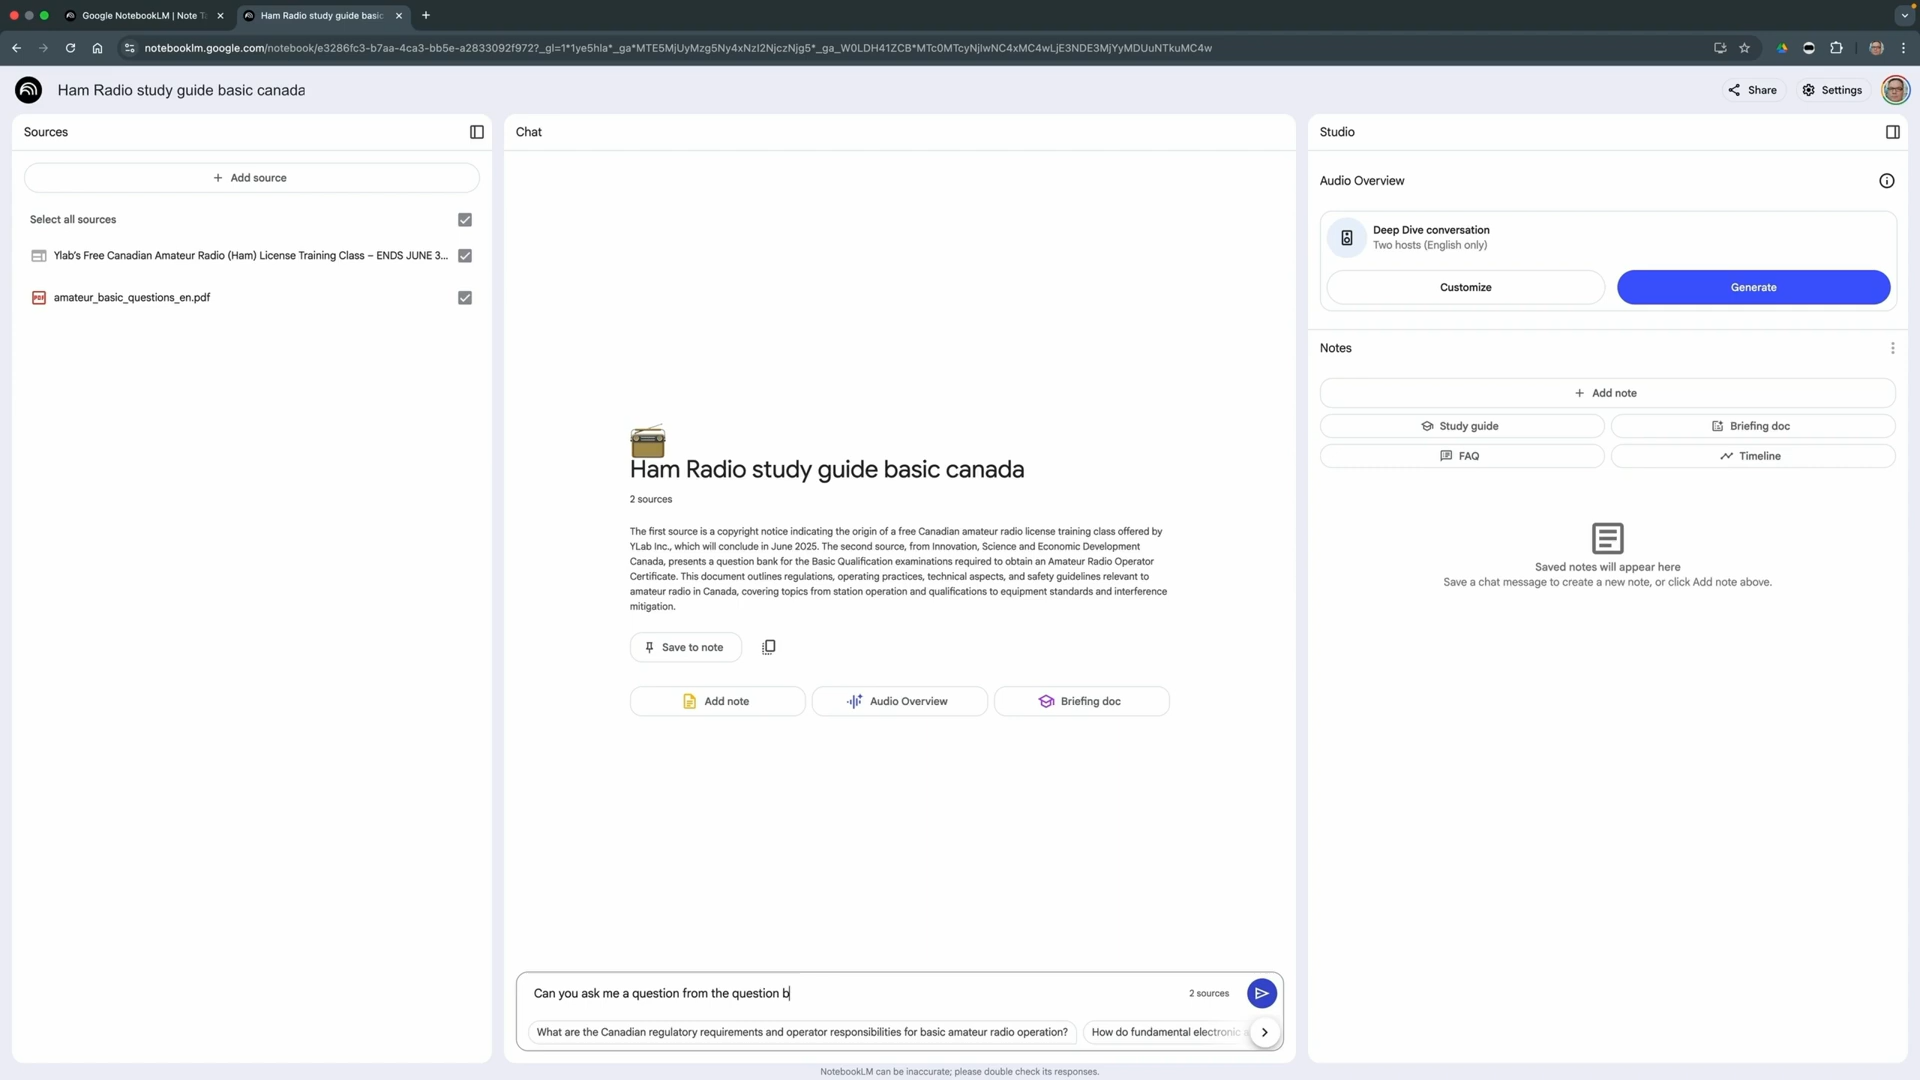 Google NotebookLM | Note T
Ham Radio study guide basic
notebooklm.google.com/notebook/e3286fc3-b7aa-4ca3-bb5e-a2833092f972?_gl=1*1ye5hla*_ga*MTE5MjUyMzg5Ny4xNzI2NjczNjg5*_ga_W0LDH41ZCB*MTc0MTcyNjIwNC4xMC4wLjE3NDE3MjYyMDUuNTkuMC4w
Ham Radio study guide basic canada
Share
Settings
Sources
Add source
Select all sources
Ylab's Free Canadian Amateur Radio (Ham) License Training Class – ENDS JUNE 3...
PDF
amateur_basic_questions_en.pdf
Chat
Ham Radio study guide basic canada
2 sources
The first source is a copyright notice indicating the origin of a free Canadian amateur radio license training class offered by
YLab Inc., which will conclude in June 2025. The second source, from Innovation, Science and Economic Development
Canada, presents a question bank for the Basic Qualification examinations required to obtain an Amateur Radio Operator
Certificate. This document outlines regulations, operating practices, technical aspects, and safety guidelines relevant to
amateur radio in Canada, covering topics from station operation and qualifications to equipment standards and interference
mitigation.
Save to note
Add note
Audio Overview
Briefing doc
Can you ask me a question from the question b
2 sources
What are the Canadian regulatory requirements and operator responsibilities for basic amateur radio operation?
How do fundamental electronic
NotebookLM can be inaccurate; please double check its responses.
Studio
Audio Overview
Deep Dive conversation
Two hosts (English only)
Customize
Generate
Notes
Add note
Study guide
Briefing doc
FAQ
Timeline
Saved notes will appear here
Save a chat message to create a new note, or click Add note above.